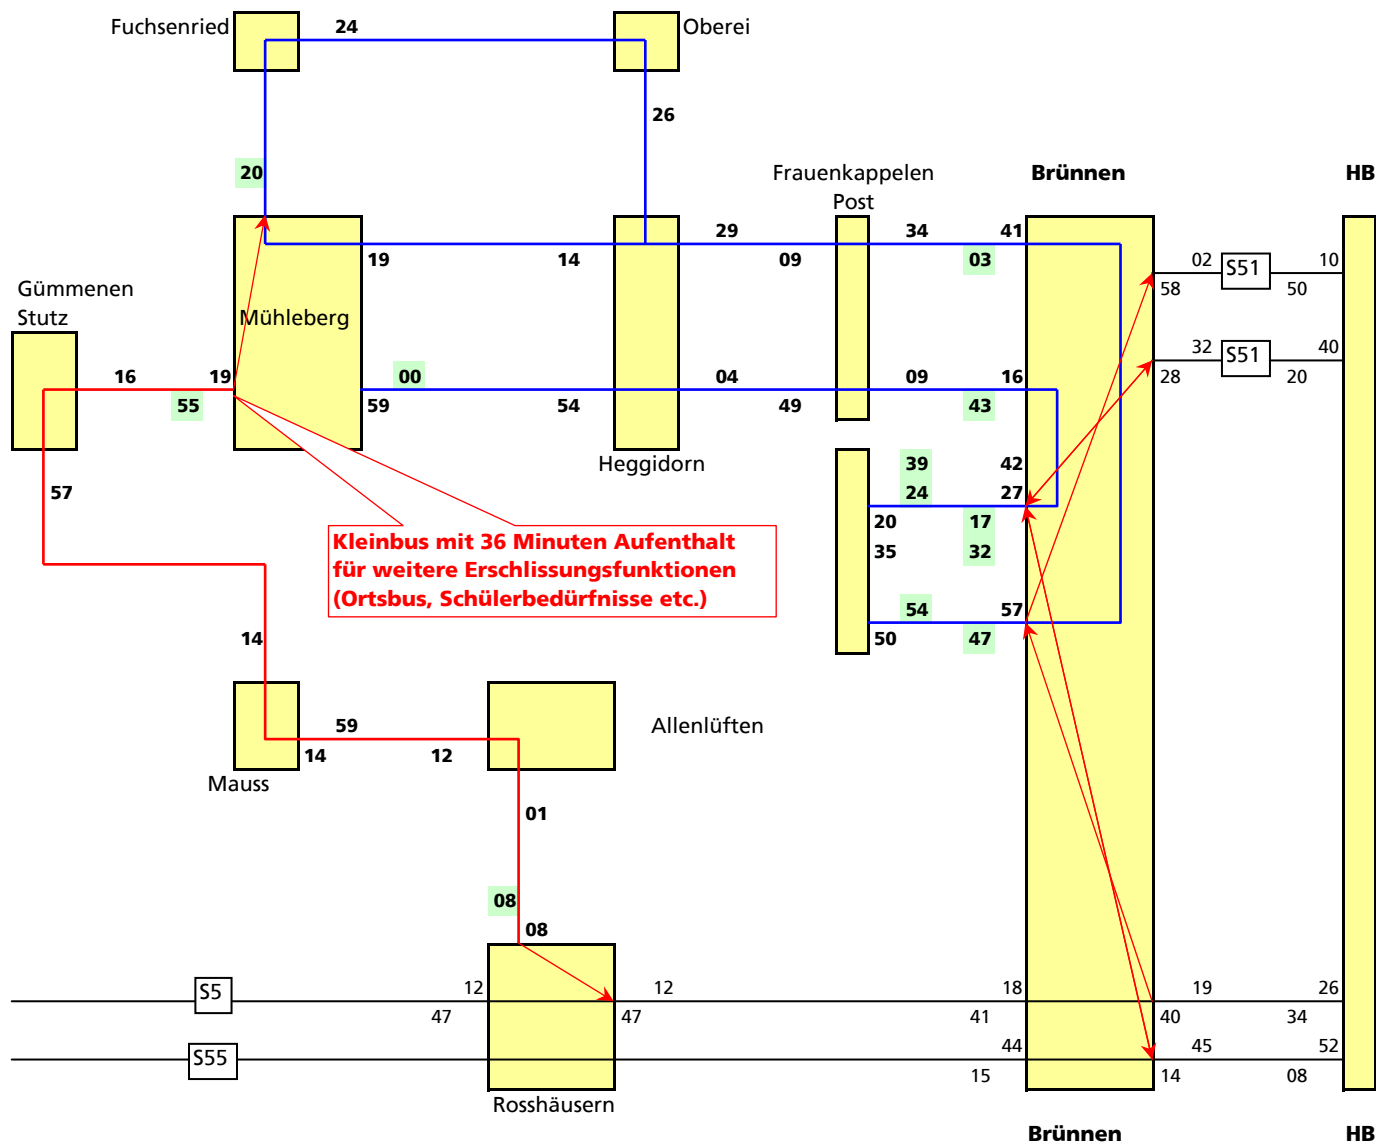 Fuchsenried 24 Oberei
26
20 Frauenkappelen Brünnen HB
Post
29 34 41
19 14 09 03
02 S51 10
58 50
Gümmenen
Stutz
Mühleberg
32 S51 40
28 20
16 19 00 04 09 16
55 59 54 49 43
Heggidorn
39 42
24 27
57
20 17
35 32
Kleinbus mit 36 Minuten Aufenthalt
für weitere Erschlissungsfunktionen
(Ortsbus, Schülerbedürfnisse etc.)
54 57
14 50 47
59 Allenlüften
14 12
Mauss
01
08
08
S5 12 12 18 19 26
47 47 41 40 34
S55 44 45 52
15 14 08
Rosshäusern
Brünnen HB